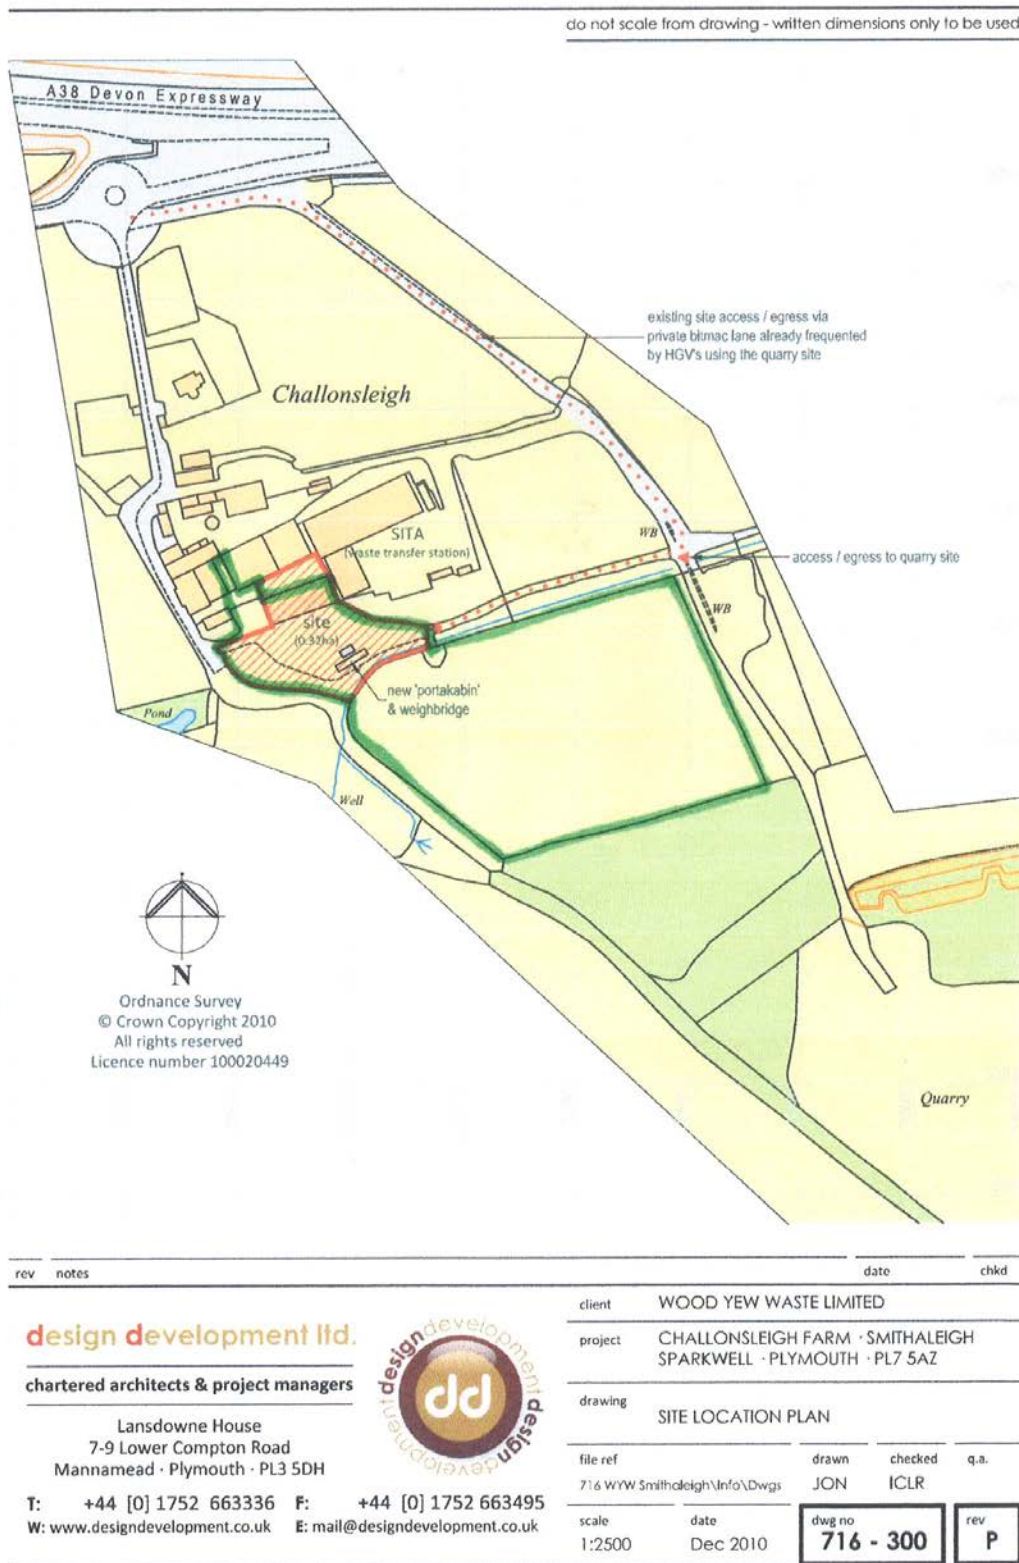 do not scale from drawing - written dimensions only to be used
A38 Devon Expressway
existing site access / egress via
private bitmac lane already frequented
by HGV's using the quarry site
Challonsleigh
SITA
(waste transfer station)
WB
access / egress to quarry site
WB
site
(0.32ha)
new 'portakabin'
& weighbridge
Pond
Well
N
Ordnance Survey
© Crown Copyright 2010
All rights reserved
Licence number 100020449
Quarry
rev notes date chkd
design development ltd.
chartered architects & project managers
Lansdowne House
7-9 Lower Compton Road
Mannamead · Plymouth · PL3 5DH
T: +44 [0] 1752 663336 F: +44 [0] 1752 663495
W: www.designdevelopment.co.uk E: mail@designdevelopment.co.uk
designdevelopment designdevelopment
dd
client WOOD YEW WASTE LIMITED
project CHALLONSLEIGH FARM · SMITHALEIGH
SPARKWELL · PLYMOUTH · PL7 5AZ
drawing
SITE LOCATION PLAN
file ref drawn checked q.a.
716 WYW Smithaleigh\Info\Dwgs JON ICLR
scale date dwg no rev
1:2500 Dec 2010 716 - 300 P